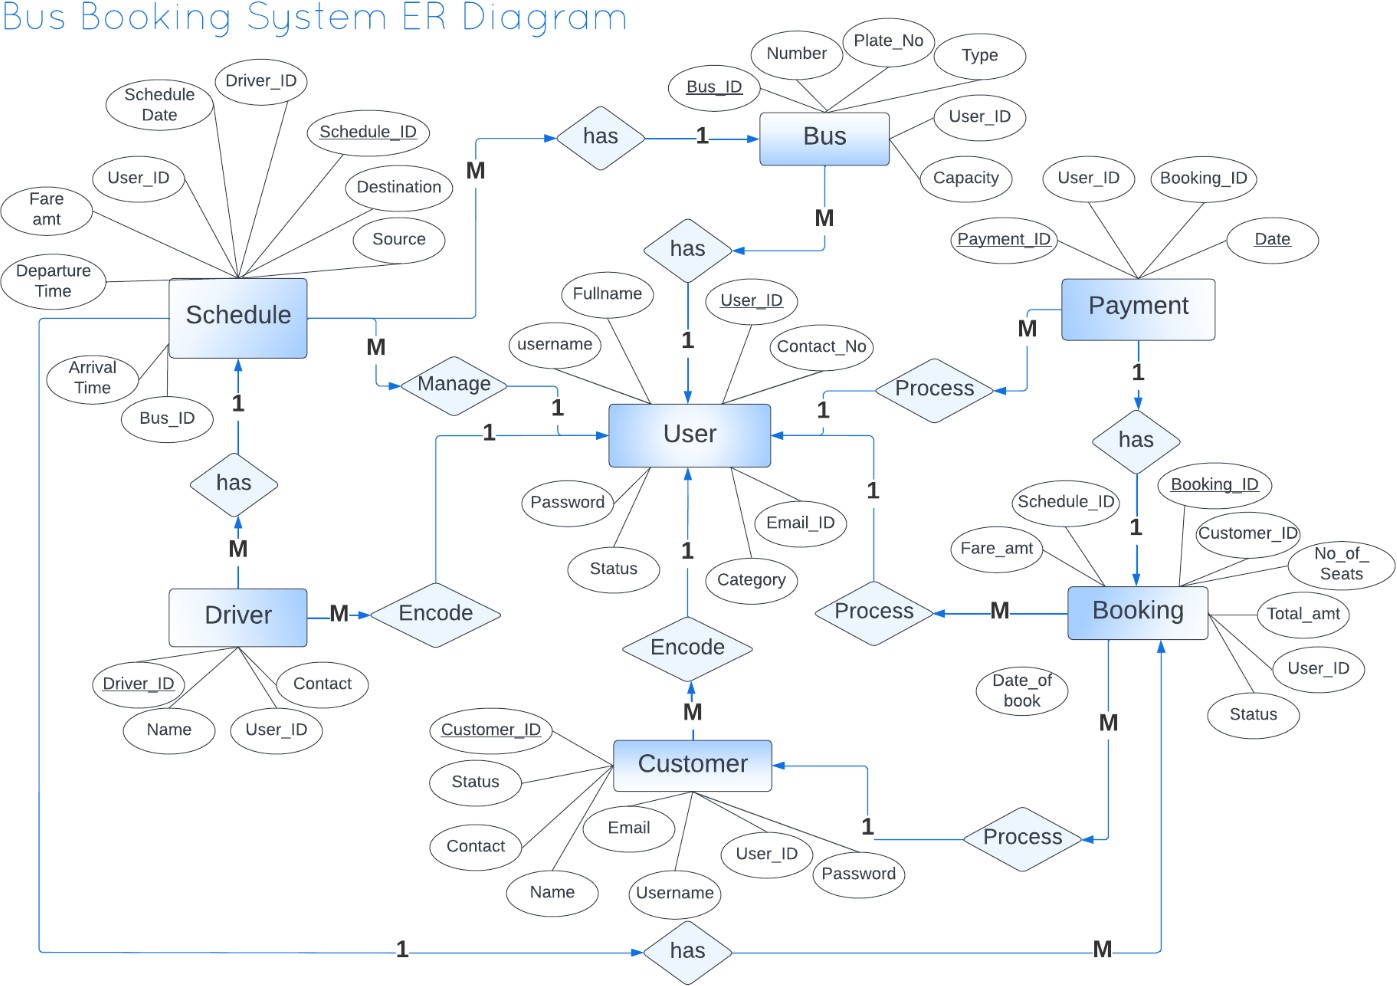 Bus Booking System ER Diagram
Bus_ID
Number
Plate_No
Type
User_ID
Capacity
Bus
has
1
M
Driver_ID
Schedule
Date
Schedule_ID
User_ID
Destination
Fare
amt
Source
Departure
Time
Schedule
Arrival
Time
Bus_ID
M
Manage
1
M
has
1
Fullname
User_ID
username
Contact_No
User
Password
Email_ID
Status
Category
User_ID
Booking_ID
Payment_ID
Date
Payment
M
Process
1
1
has
1
1
has
M
Driver
M
Encode
1
Driver_ID
Contact
Name
User_ID
1
Encode
M
1
Process
M
Schedule_ID
Booking_ID
Fare_amt
Customer_ID
No_of_
Seats
Booking
Total_amt
User_ID
Date_of
book
Status
M
Customer_ID
Customer
Status
Contact
Email
User_ID
Name
Username
Password
1
Process
1
has
M